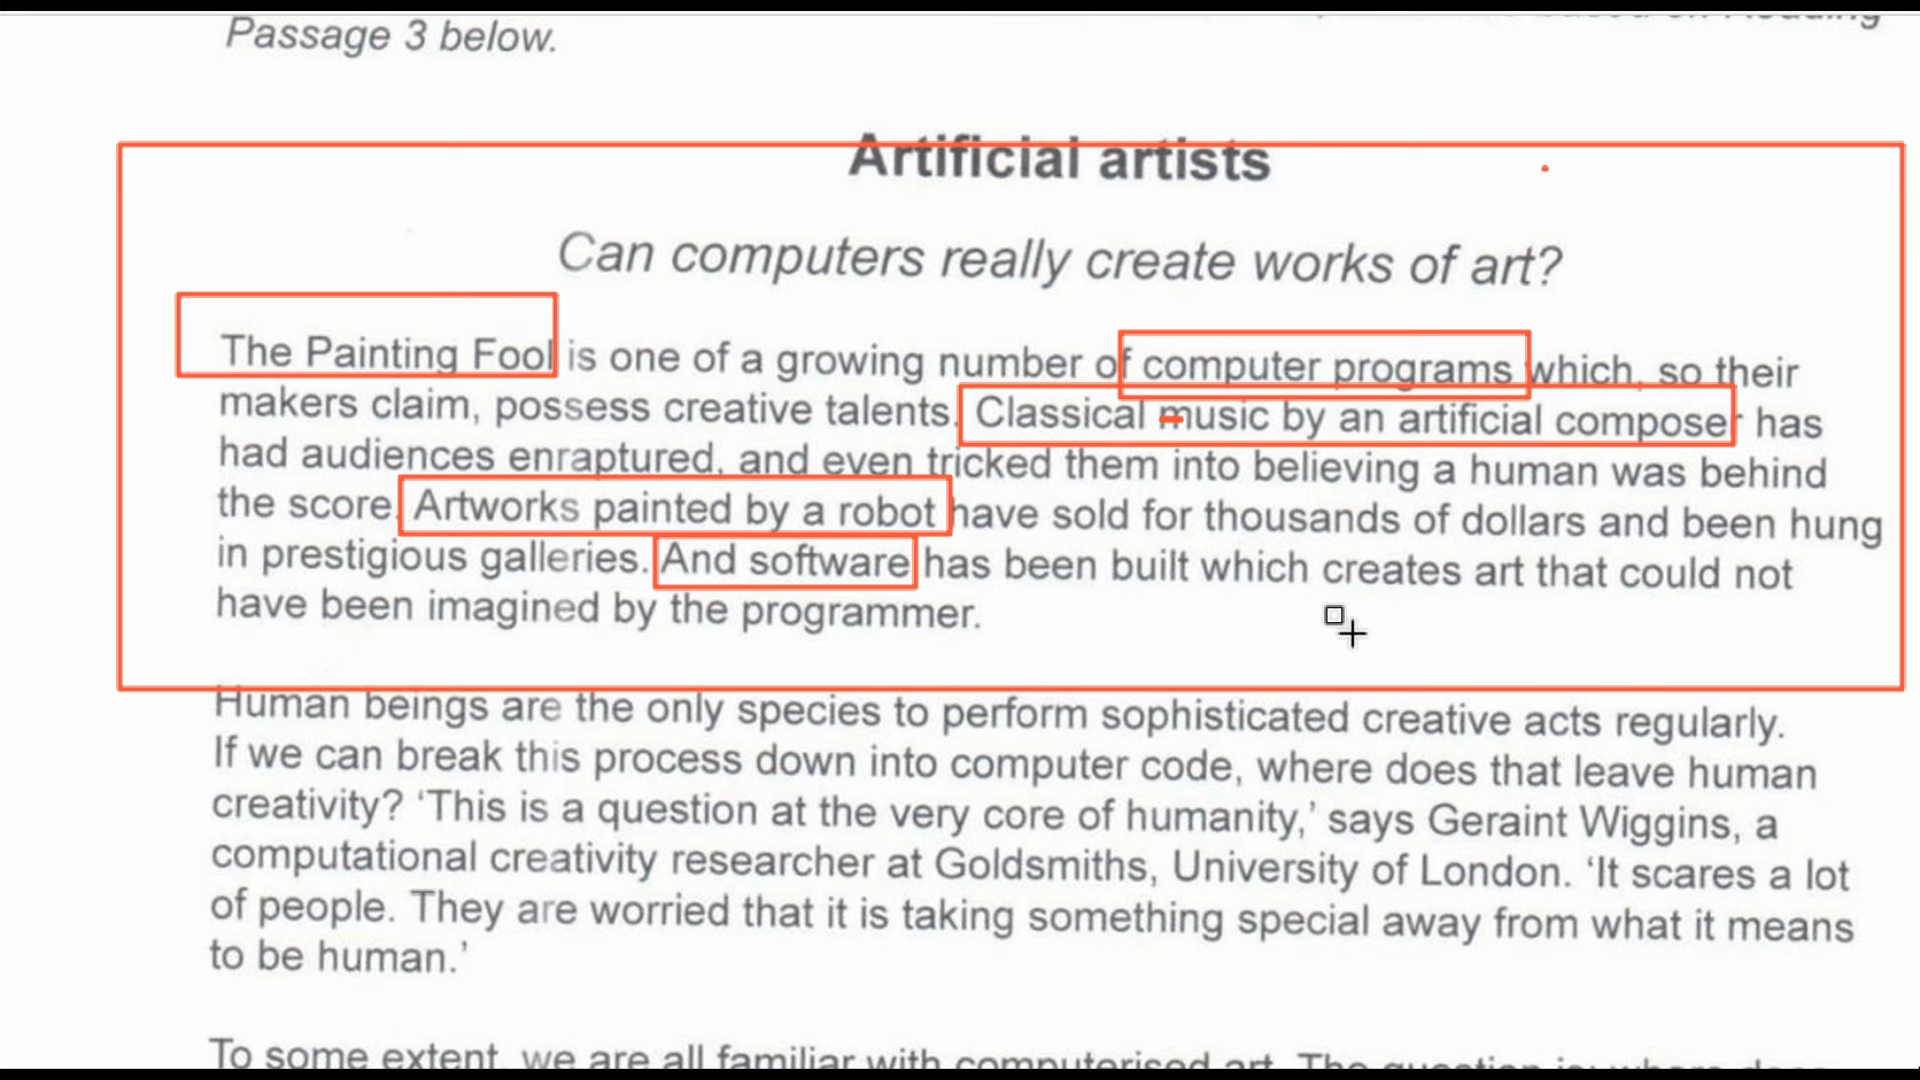 Reading
Passage 3 below.
Artificial artists
Can computers really create works of art?
The Painting Fool is one of a growing number of computer programs which, so their
makers claim, possess creative talents. Classical music by an artificial composer has
had audiences enraptured, and even tricked them into believing a human was behind
the score. Artworks painted by a robot have sold for thousands of dollars and been hung
in prestigious galleries. And software has been built which creates art that could not
have been imagined by the programmer.
Human beings are the only species to perform sophisticated creative acts regularly.
If we can break this process down into computer code, where does that leave human
creativity? ‘This is a question at the very core of humanity,’ says Geraint Wiggins, a
computational creativity researcher at Goldsmiths, University of London. ‘It scares a lot
of people. They are worried that it is taking something special away from what it means
to be human.’
To some extent, we are all familiar with computerised art. The question is: where does